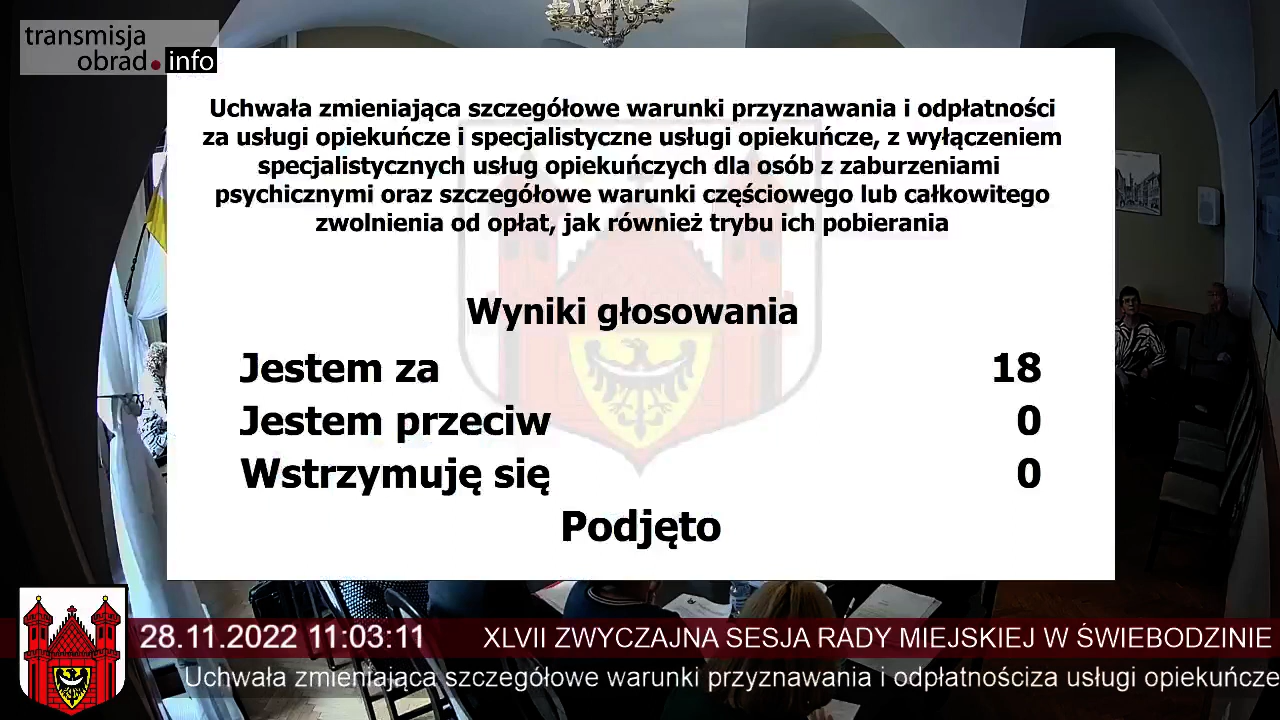 transmisja
obrad.info
Uchwała zmieniająca szczegółowe warunki przyznawania i odpłatności
za usługi opiekuńcze i specjalistyczne usługi opiekuńcze, z wyłączeniem
specjalistycznych usług opiekuńczych dla osób z zaburzeniami
psychicznymi oraz szczegółowe warunki częściowego lub całkowitego
zwolnienia od opłat, jak również trybu ich pobierania
Wyniki głosowania
Jestem za 18
Jestem przeciw 0
Wstrzymuję się 0
Podjęto
28.11.2022 11:03:11 XLVII ZWYCZAJNA SESJA RADY MIEJSKIEJ W ŚWIEBODZINIE
Uchwała zmieniająca szczegółowe warunki przyznawania i odpłatnościza usługi opiekuńcze